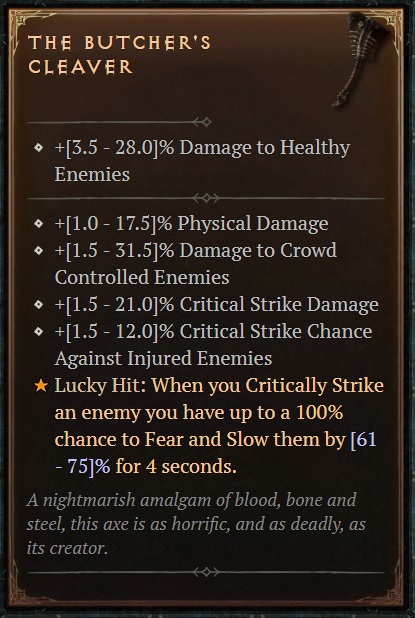 THE BUTCHER'S
CLEAVER
+[3.5 - 28.0]% Damage to Healthy
Enemies
+[1.0 - 17.5]% Physical Damage
+[1.5 - 31.5]% Damage to Crowd
Controlled Enemies
+[1.5 - 21.0]% Critical Strike Damage
+[1.5 - 12.0]% Critical Strike Chance
Against Injured Enemies
Lucky Hit: When you Critically Strike
an enemy you have up to a 100%
chance to Fear and Slow them by [61
- 75]% for 4 seconds.
A nightmarish amalgam of blood, bone and
steel, this axe is as horrific, and as deadly, as
its creator.